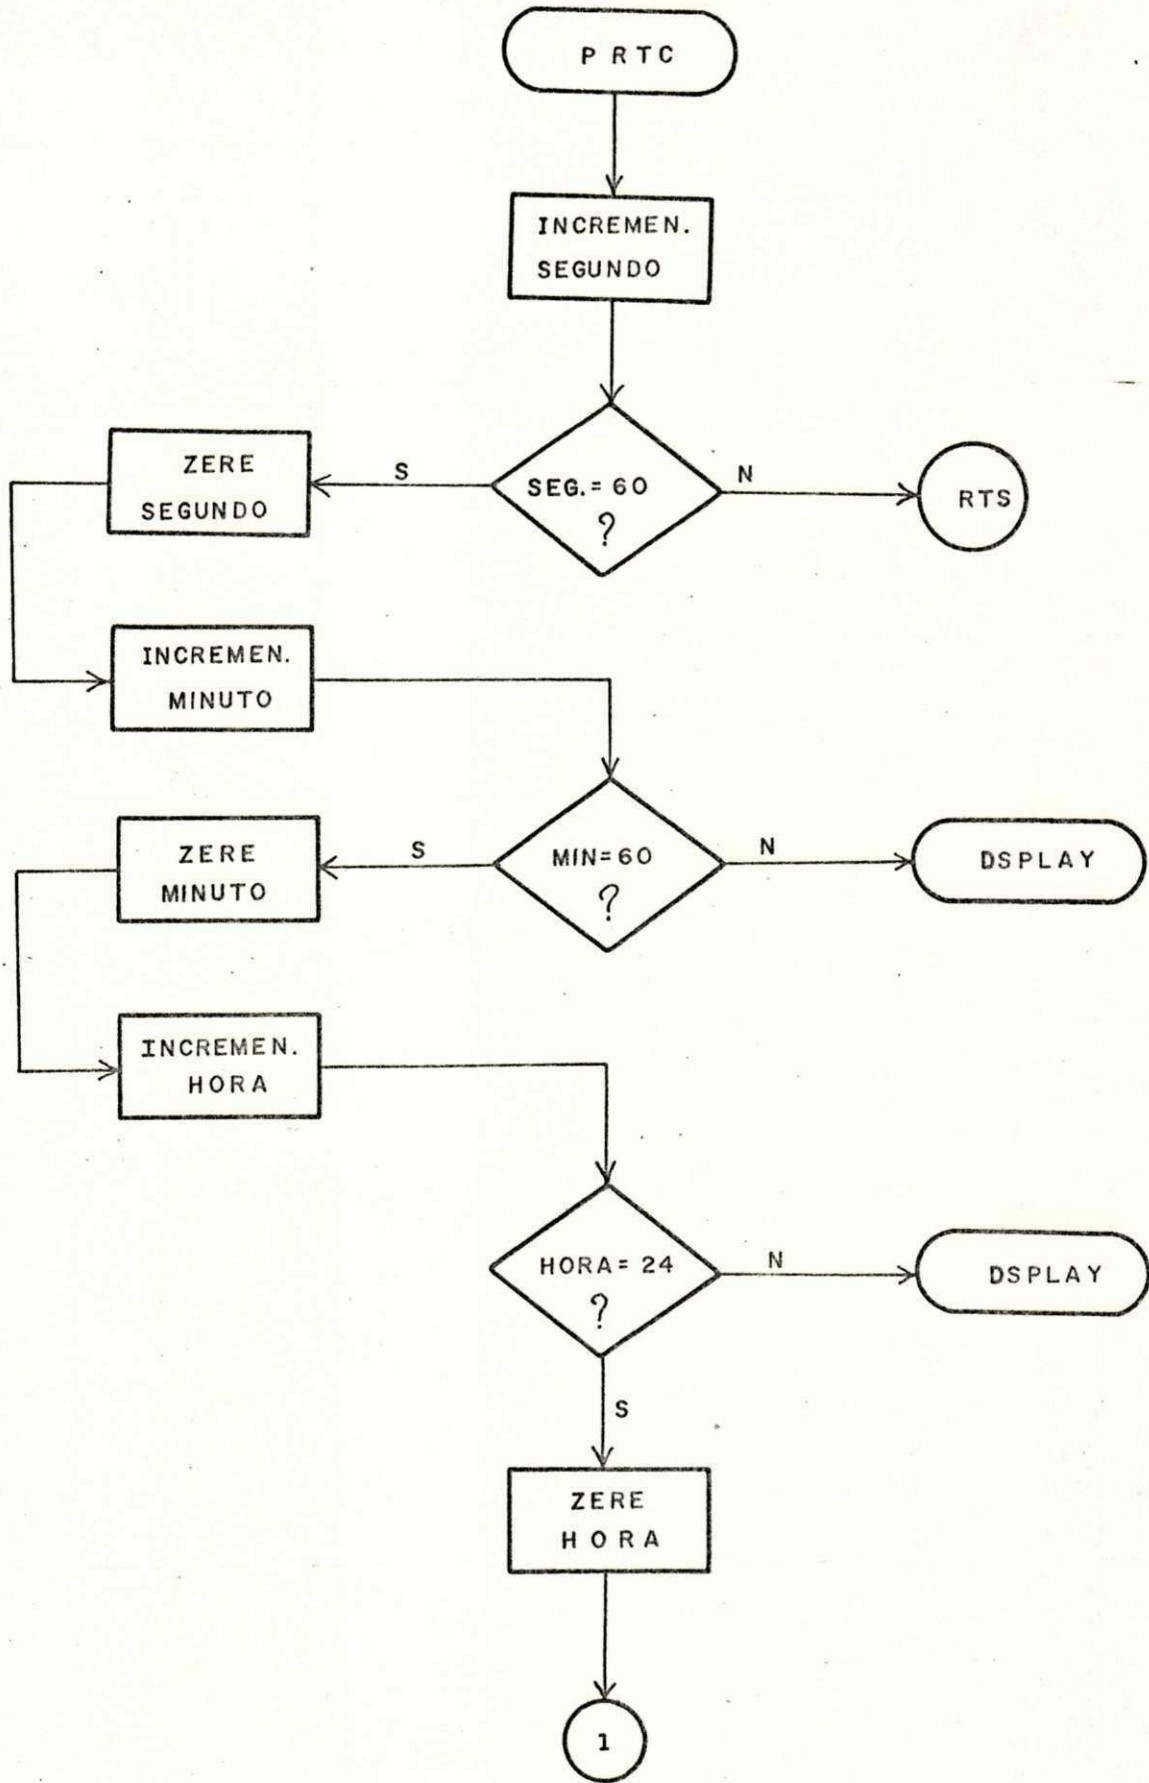 PRTC
INCREMEN.
SEGUNDO
SEG.= 60
?
S
N
ZERE
SEGUNDO
RTS
INCREMEN.
MINUTO
MIN=60
?
S
N
ZERE
MINUTO
DSPLAY
INCREMEN.
HORA
HORA= 24
?
N
DSPLAY
S
ZERE
HORA
1